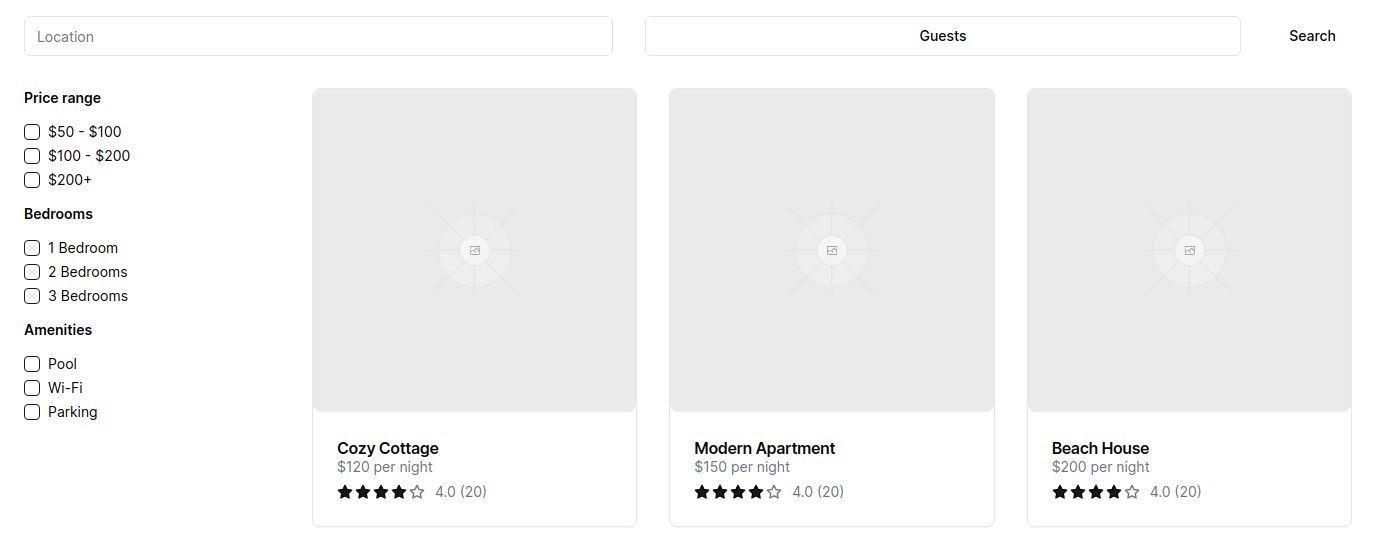 Location
Guests
Search
Price range
$50 - $100
$100 - $200
$200+
Bedrooms
1 Bedroom
2 Bedrooms
3 Bedrooms
Amenities
Pool
Wi-Fi
Parking
Cozy Cottage
$120 per night
4.0 (20)
Modern Apartment
$150 per night
4.0 (20)
Beach House
$200 per night
4.0 (20)